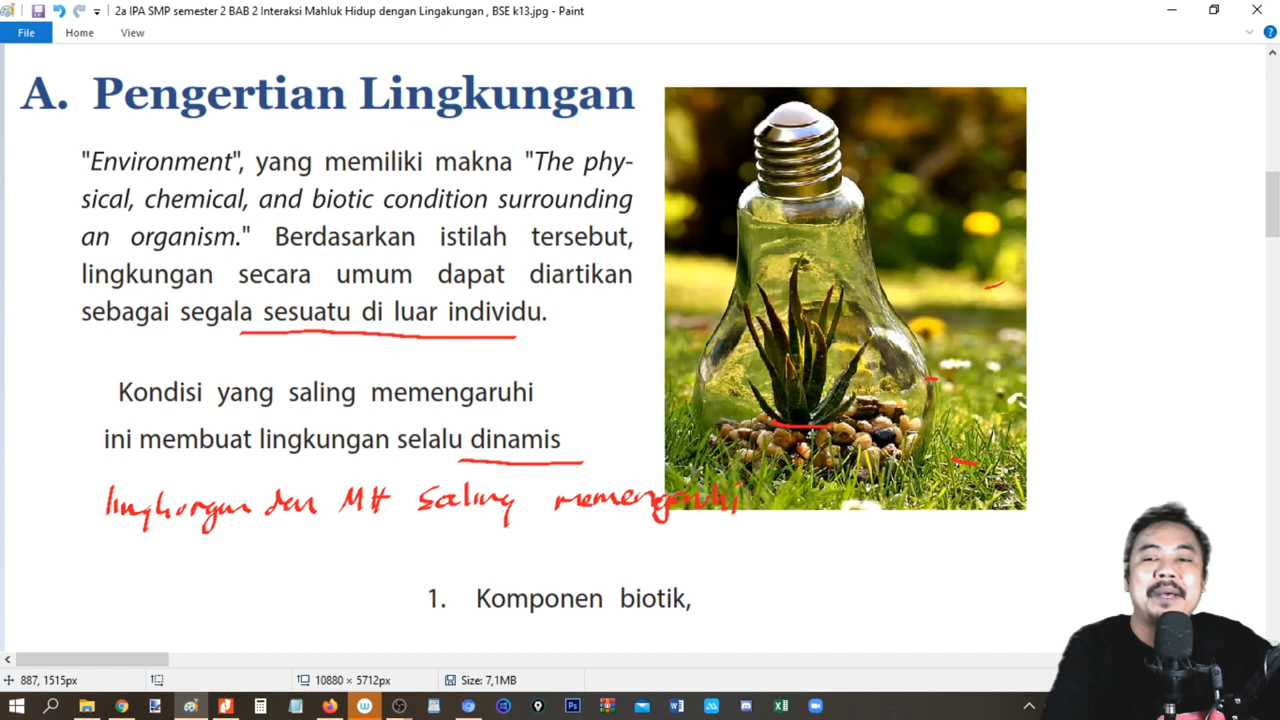 2a IPA SMP semester 2 BAB 2 Interaksi Mahluk Hidup dengan Lingakungan , BSE k13.jpg - Paint
File Home View
A. Pengertian Lingkungan
"Environment", yang memiliki makna "The phy-
sical, chemical, and biotic condition surrounding
an organism." Berdasarkan istilah tersebut,
lingkungan secara umum dapat diartikan
sebagai segala sesuatu di luar individu.
Kondisi yang saling memengaruhi
ini membuat lingkungan selalu dinamis
lingkungan dan MH saling memengaruhi
1. Komponen biotik,
887, 1515px 10880 × 5712px Size: 7,1MB